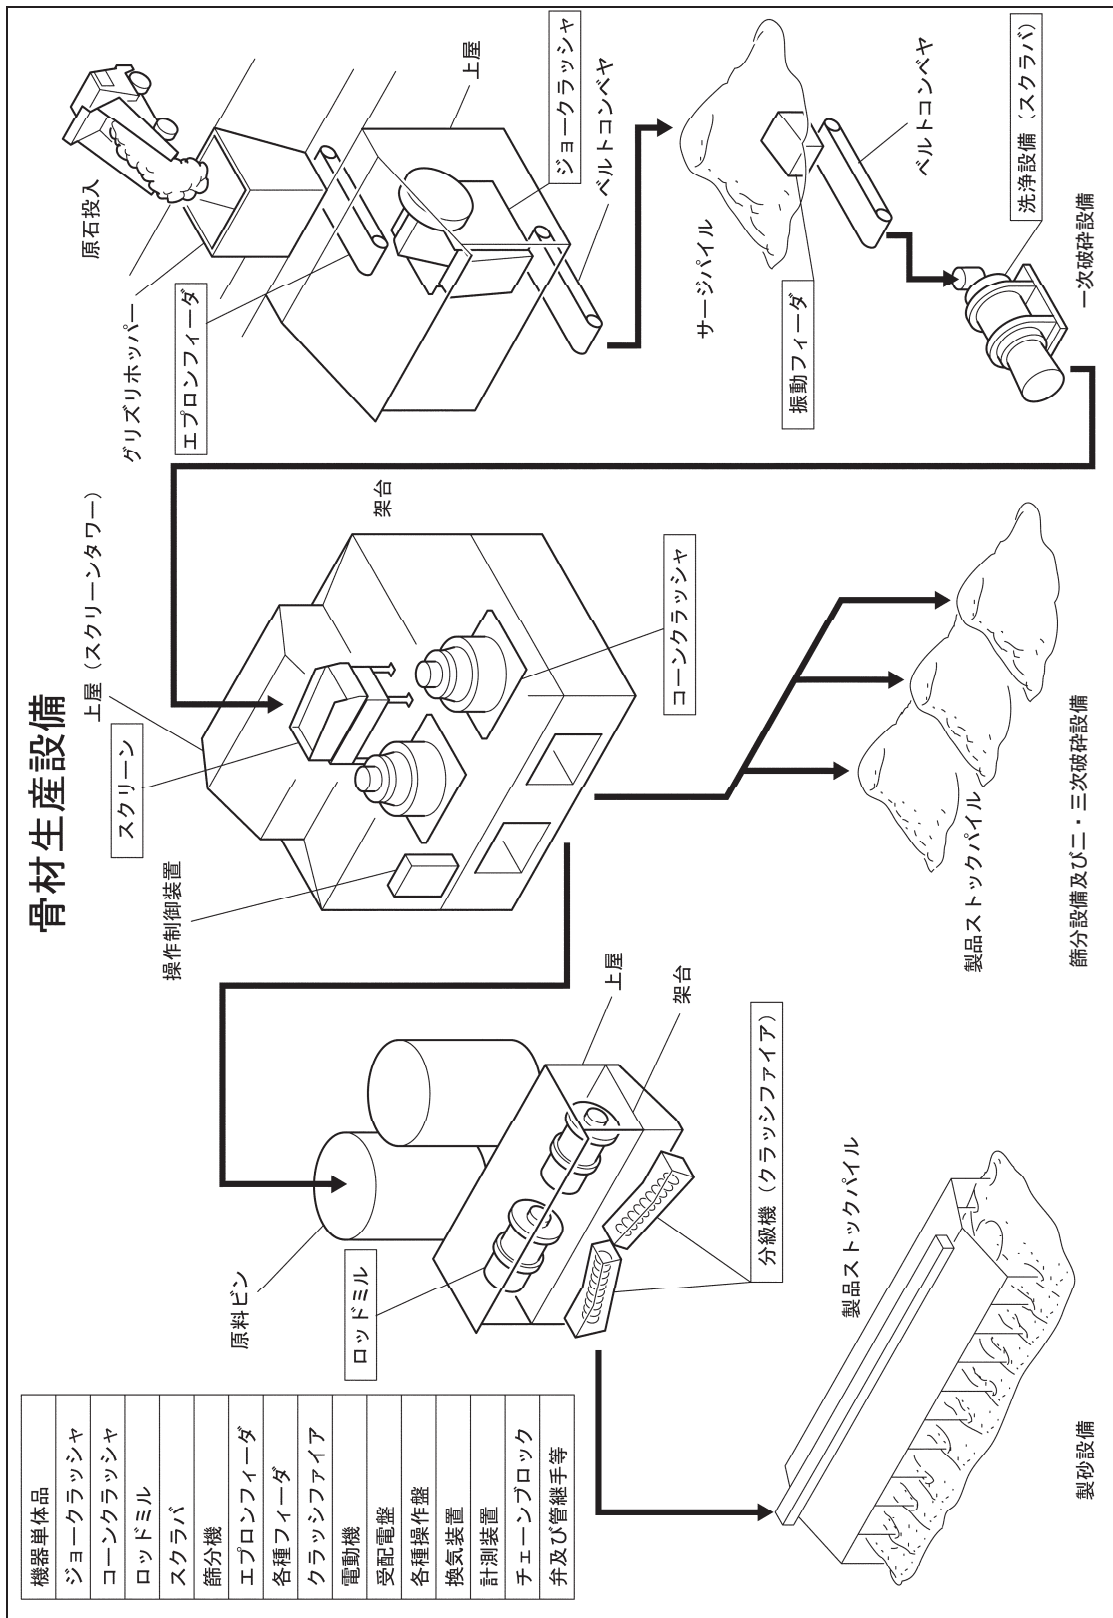 骨材生産設備
機器単体品
ジョークラッシャ
コーンクラッシャ
ロッドミル
スクラバ
篩分機
エプロンフィーダ
各種フィーダ
クラッシファイア
電動機
受配電盤
各種操作盤
換気装置
計測装置
チェーンブロック
弁及び管継手等
原料ビン
ロッドミル
上屋
架台
分級機（クラッシファイア）
製品ストックパイル
製砂設備
上屋（スクリーンタワー）
スクリーン
操作制御装置
架台
コーンクラッシャ
製品ストックパイル
篩分設備及び二・三次破砕設備
原石投入
グリズリホッパー
エプロンフィーダ
上屋
ジョークラッシャ
ベルトコンベヤ
サージパイル
振動フィーダ
ベルトコンベヤ
洗浄設備（スクラバ）
一次破砕設備